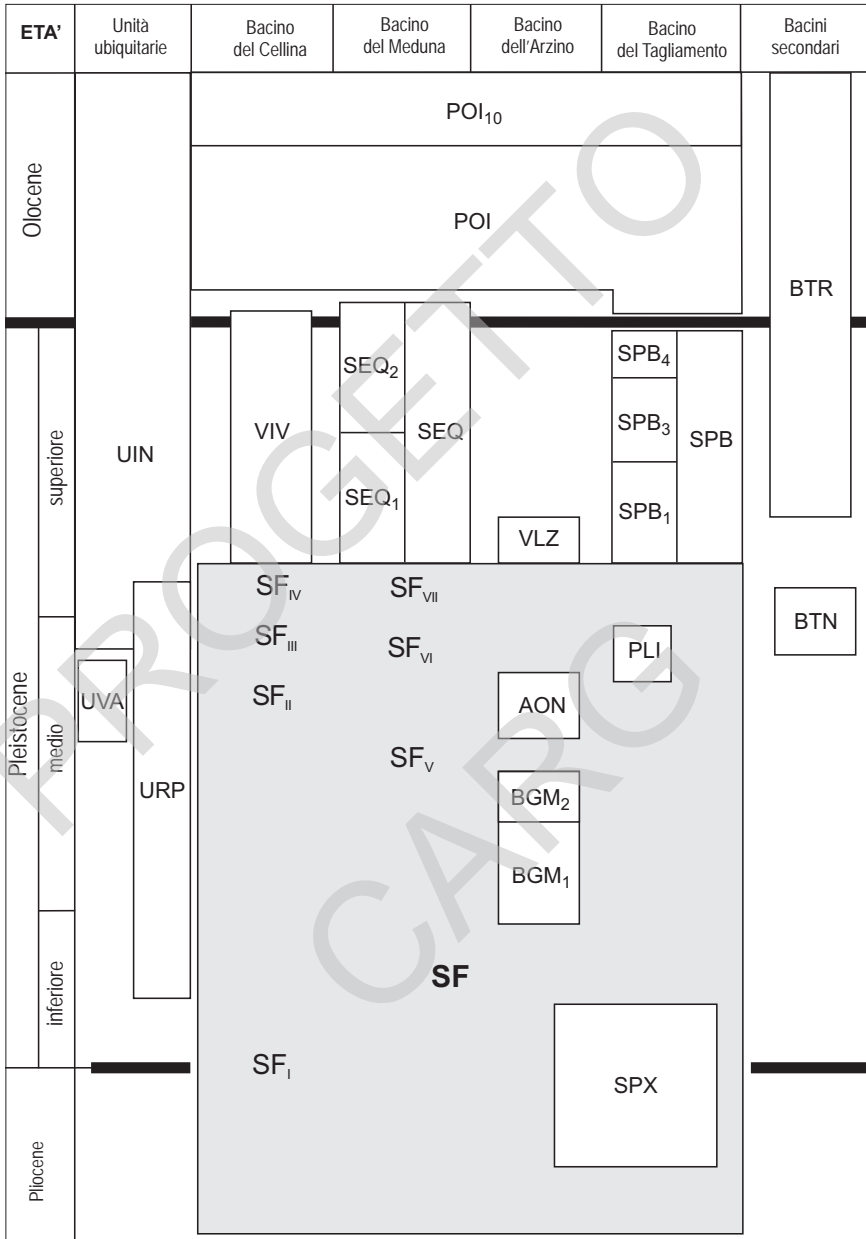 ETA'
Unità
ubiquitarie
Bacino
del Cellina
Bacino
del Meduna
Bacino
dell'Arzino
Bacino
del Tagliamento
Bacini
secondari
Olocene
POI10
POI
BTR
Pleistocene
superiore
UIN
VIV
SEQ2
SEQ
SEQ1
VLZ
SPB4
SPB3
SPB
SPB1
SFIV
SFVII
BTN
medio
SFIII
SFVI
PLI
UVA
SFII
AON
SFV
URP
BGM2
BGM1
inferiore
SF
SFI
SPX
Pliocene
PROGETTO
CARG